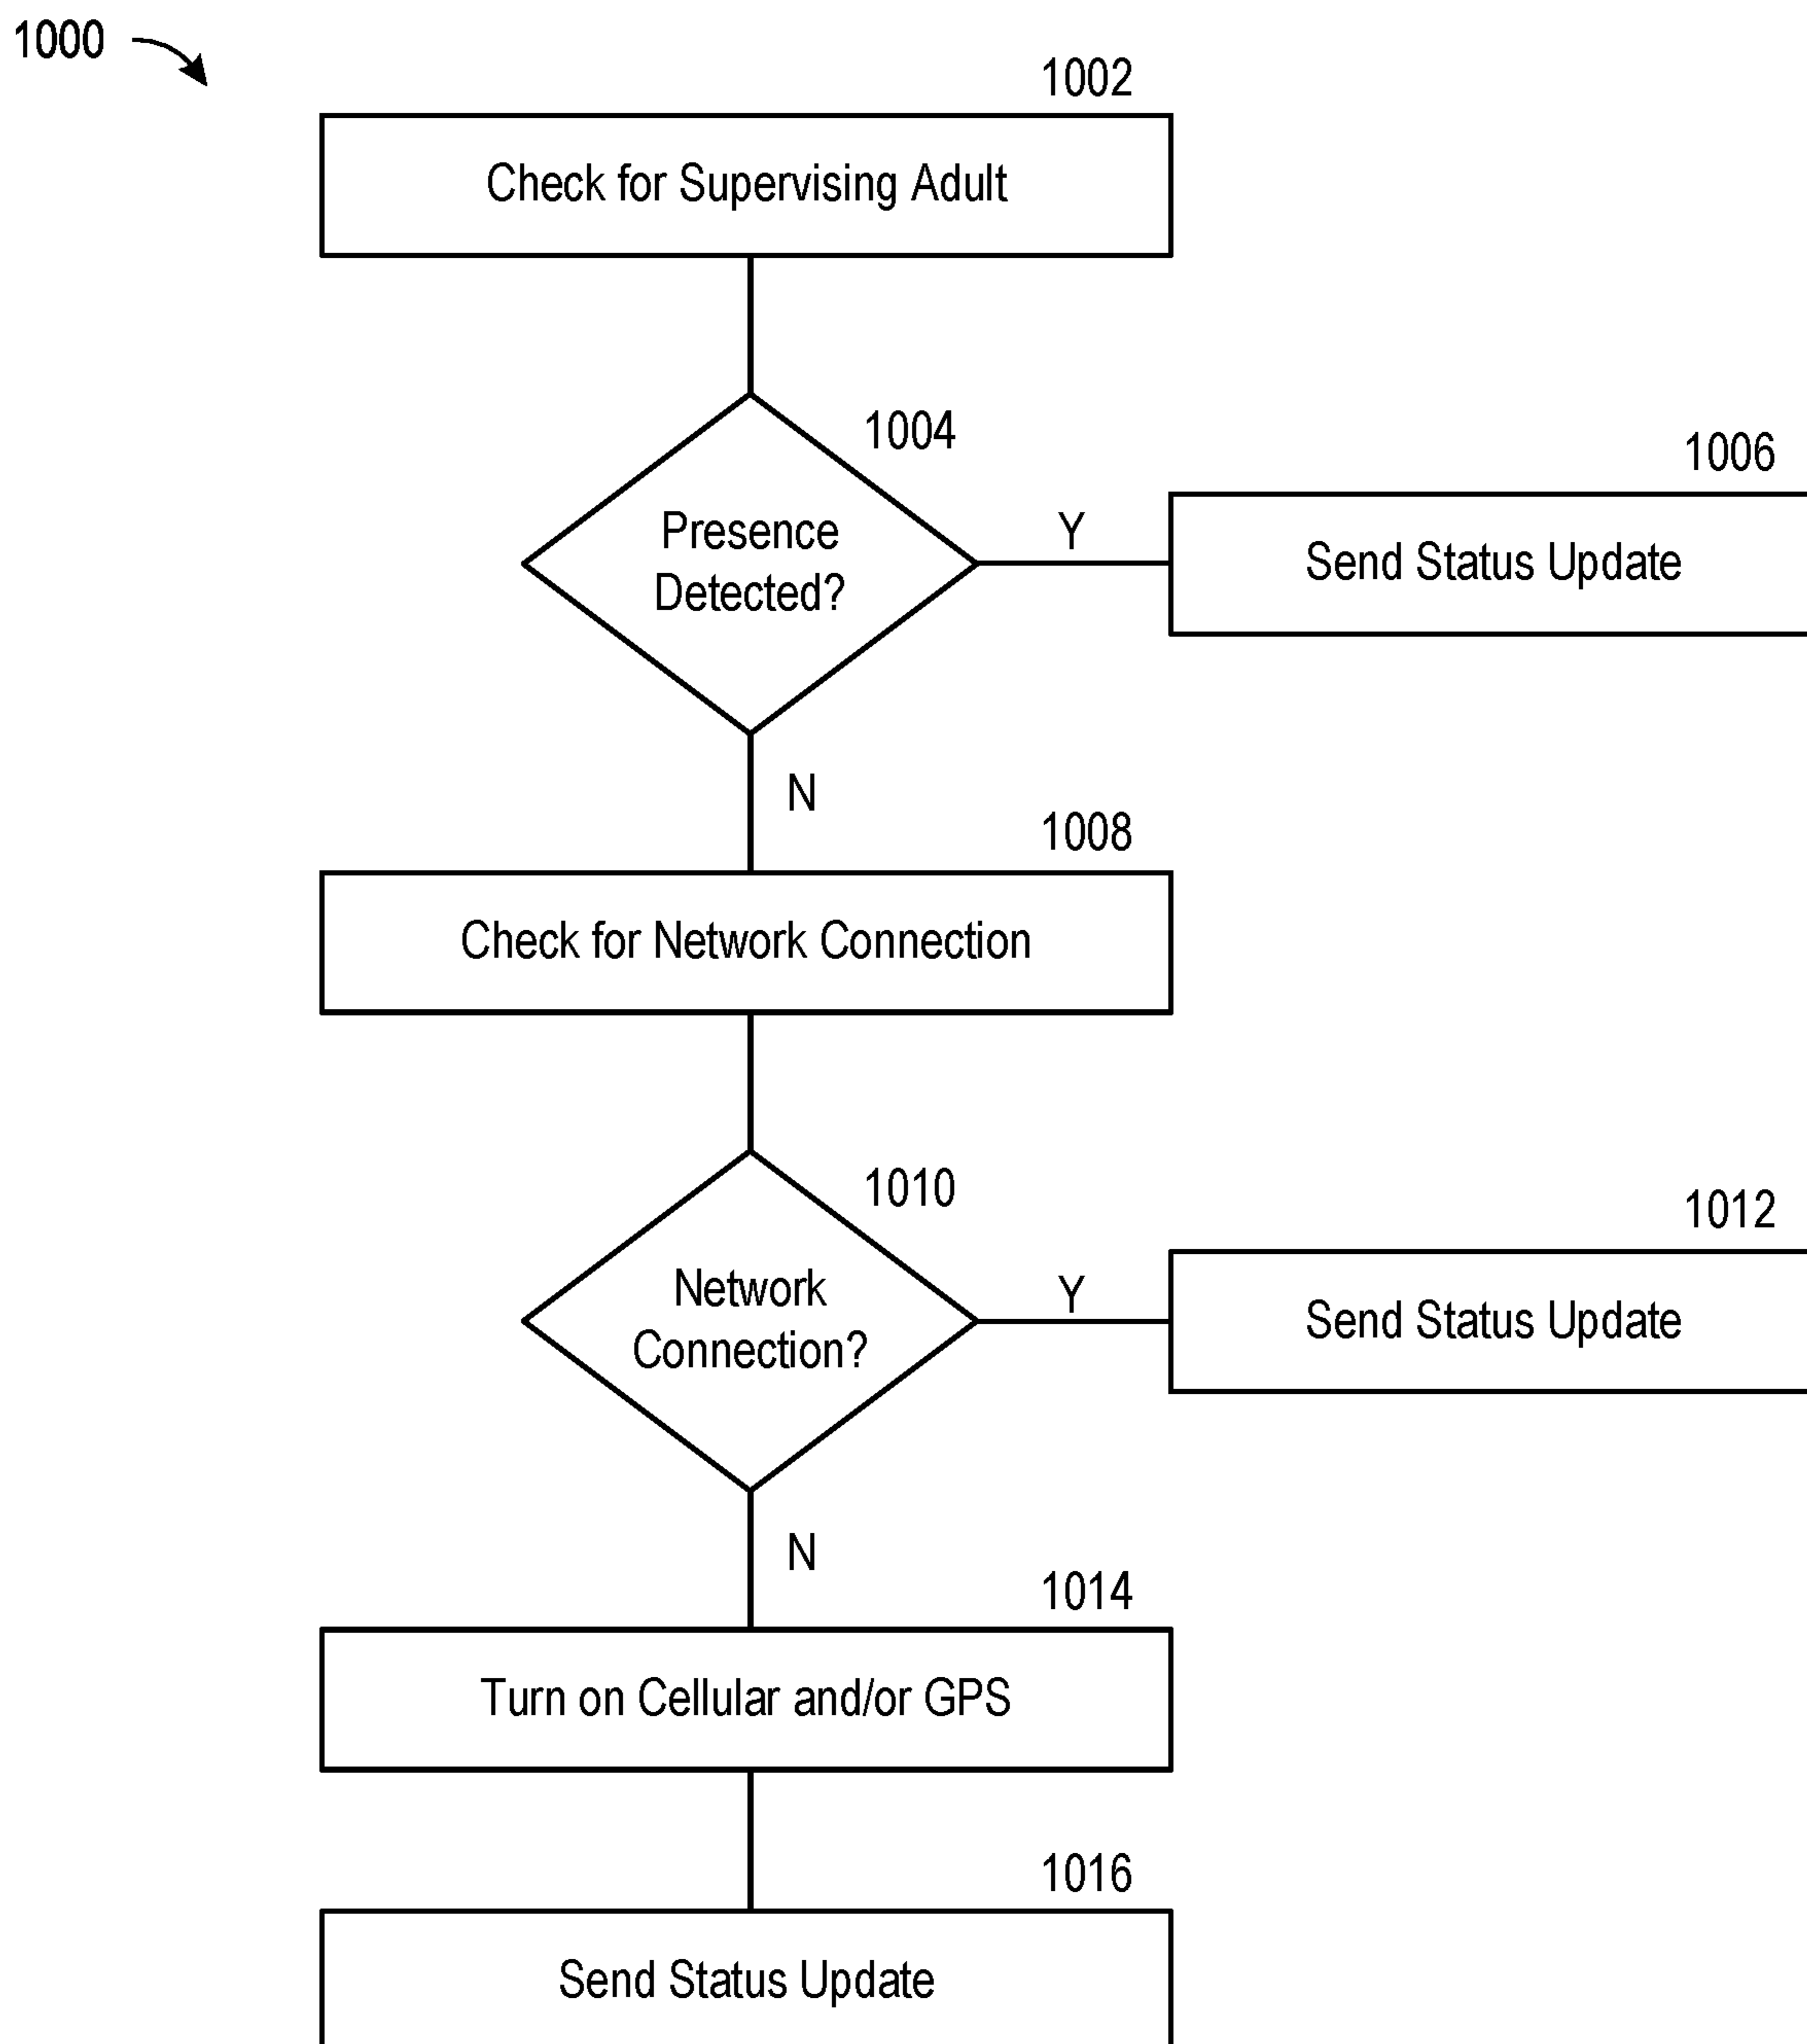 1000
1002
Check for Supervising Adult
1004
Presence
Detected?
Y
1006
Send Status Update
N
1008
Check for Network Connection
1010
Network
Connection?
Y
1012
Send Status Update
N
1014
Turn on Cellular and/or GPS
1016
Send Status Update